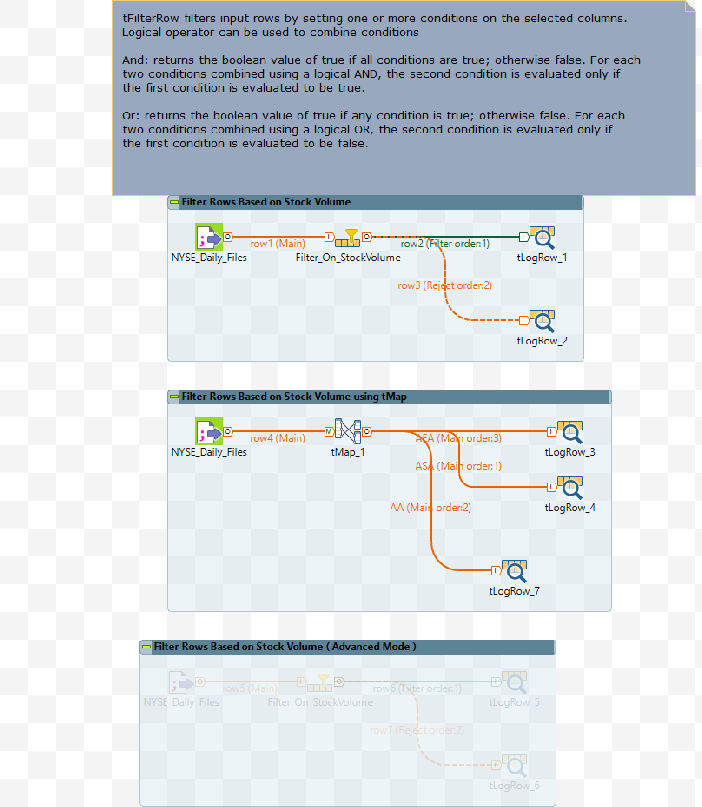 tFilterRow filters input rows by setting one or more conditions on the selected columns.
Logical operator can be used to combine conditions
And: returns the boolean value of true if all conditions are true; otherwise false. For each
two conditions combined using a logical AND, the second condition is evaluated only if
the first condition is evaluated to be true.
Or: returns the boolean value of true if any condition is true; otherwise false. For each
two conditions combined using a logical OR, the second condition is evaluated only if
the first condition is evaluated to be false.
Filter Rows Based on Stock Volume
row1 (Main)
row2 (Filter order:1)
NYSE_Daily_Files
Filter_On_StockVolume
tLogRow_1
row3 (Reject order:2)
tLogRow_2
Filter Rows Based on Stock Volume using tMap
row4 (Main)
ASA (Main order:3)
NYSE_Daily_Files
tMap_1
tLogRow_3
ASA (Main order:1)
AA (Main order:2)
tLogRow_4
tLogRow_7
Filter Rows Based on Stock Volume ( Advanced Mode )
row5 (Main)
row6 (Filter order:1)
NYSE_Daily_Files
Filter_On_StockVolume
tLogRow_5
row7 (Reject order:2)
tLogRow_6